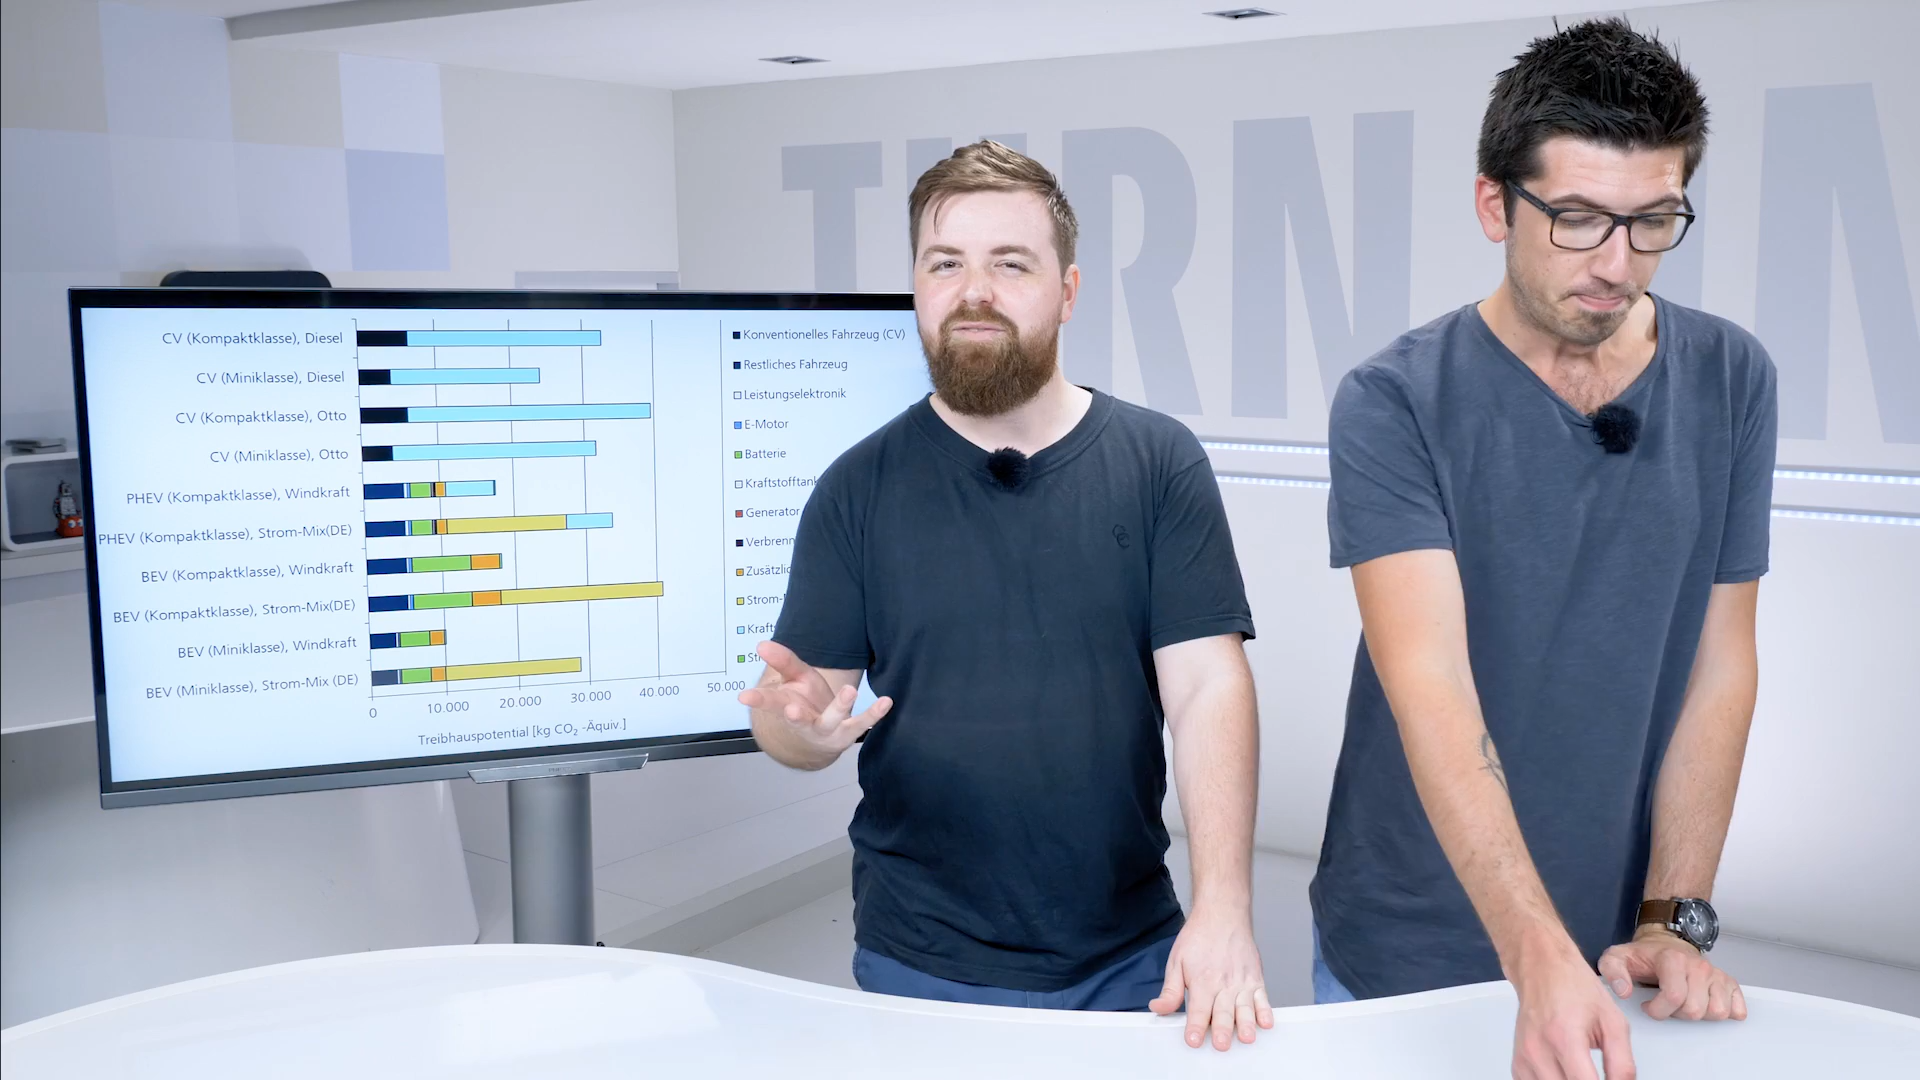 TURN ON
CV (Kompaktklasse), Diesel
CV (Miniklasse), Diesel
CV (Kompaktklasse), Otto
CV (Miniklasse), Otto
PHEV (Kompaktklasse), Windkraft
PHEV (Kompaktklasse), Strom-Mix(DE)
BEV (Kompaktklasse), Windkraft
BEV (Kompaktklasse), Strom-Mix(DE)
BEV (Miniklasse), Windkraft
BEV (Miniklasse), Strom-Mix (DE)
0 10.000 20.000 30.000 40.000 50.000
Treibhauspotential [kg CO₂ -Äquiv.]
Konventionelles Fahrzeug (CV)
Restliches Fahrzeug
Leistungselektronik
E-Motor
Batterie
Kraftstofftank
Generator